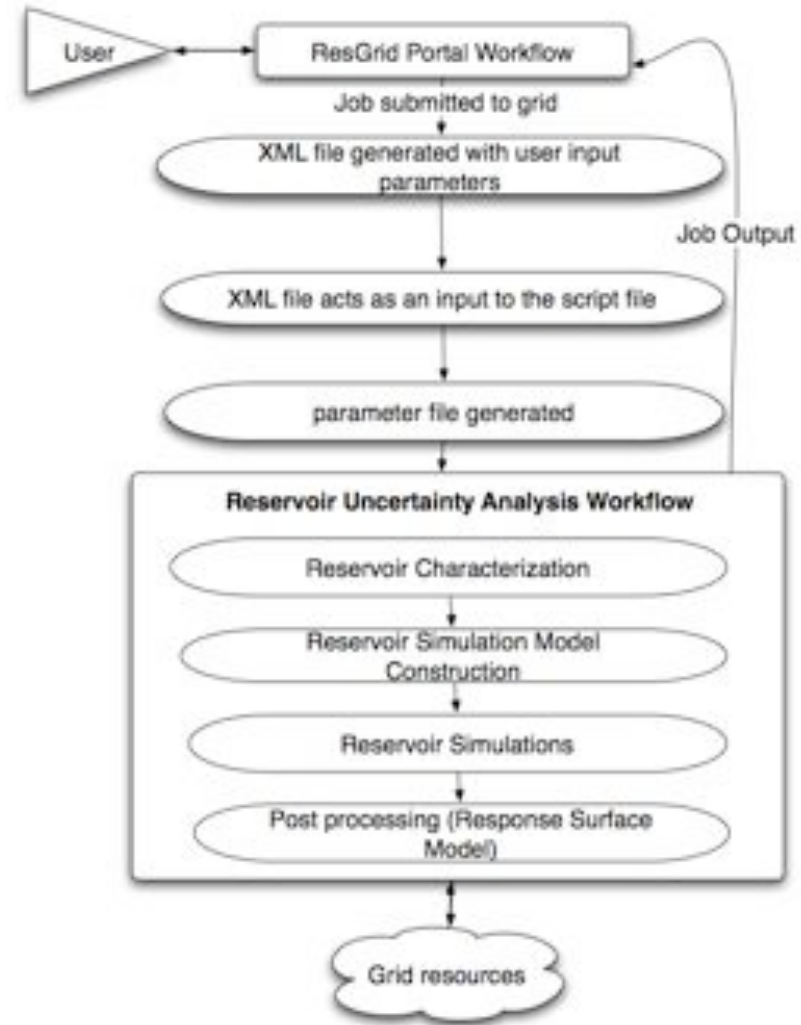 User
ResGrid Portal Workflow
Job submitted to grid
XML file generated with user input
parameters
Job Output
XML file acts as an input to the script file
parameter file generated
Reservoir Uncertainty Analysis Workflow
Reservoir Characterization
Reservoir Simulation Model
Construction
Reservoir Simulations
Post processing (Response Surface
Model)
Grid resources